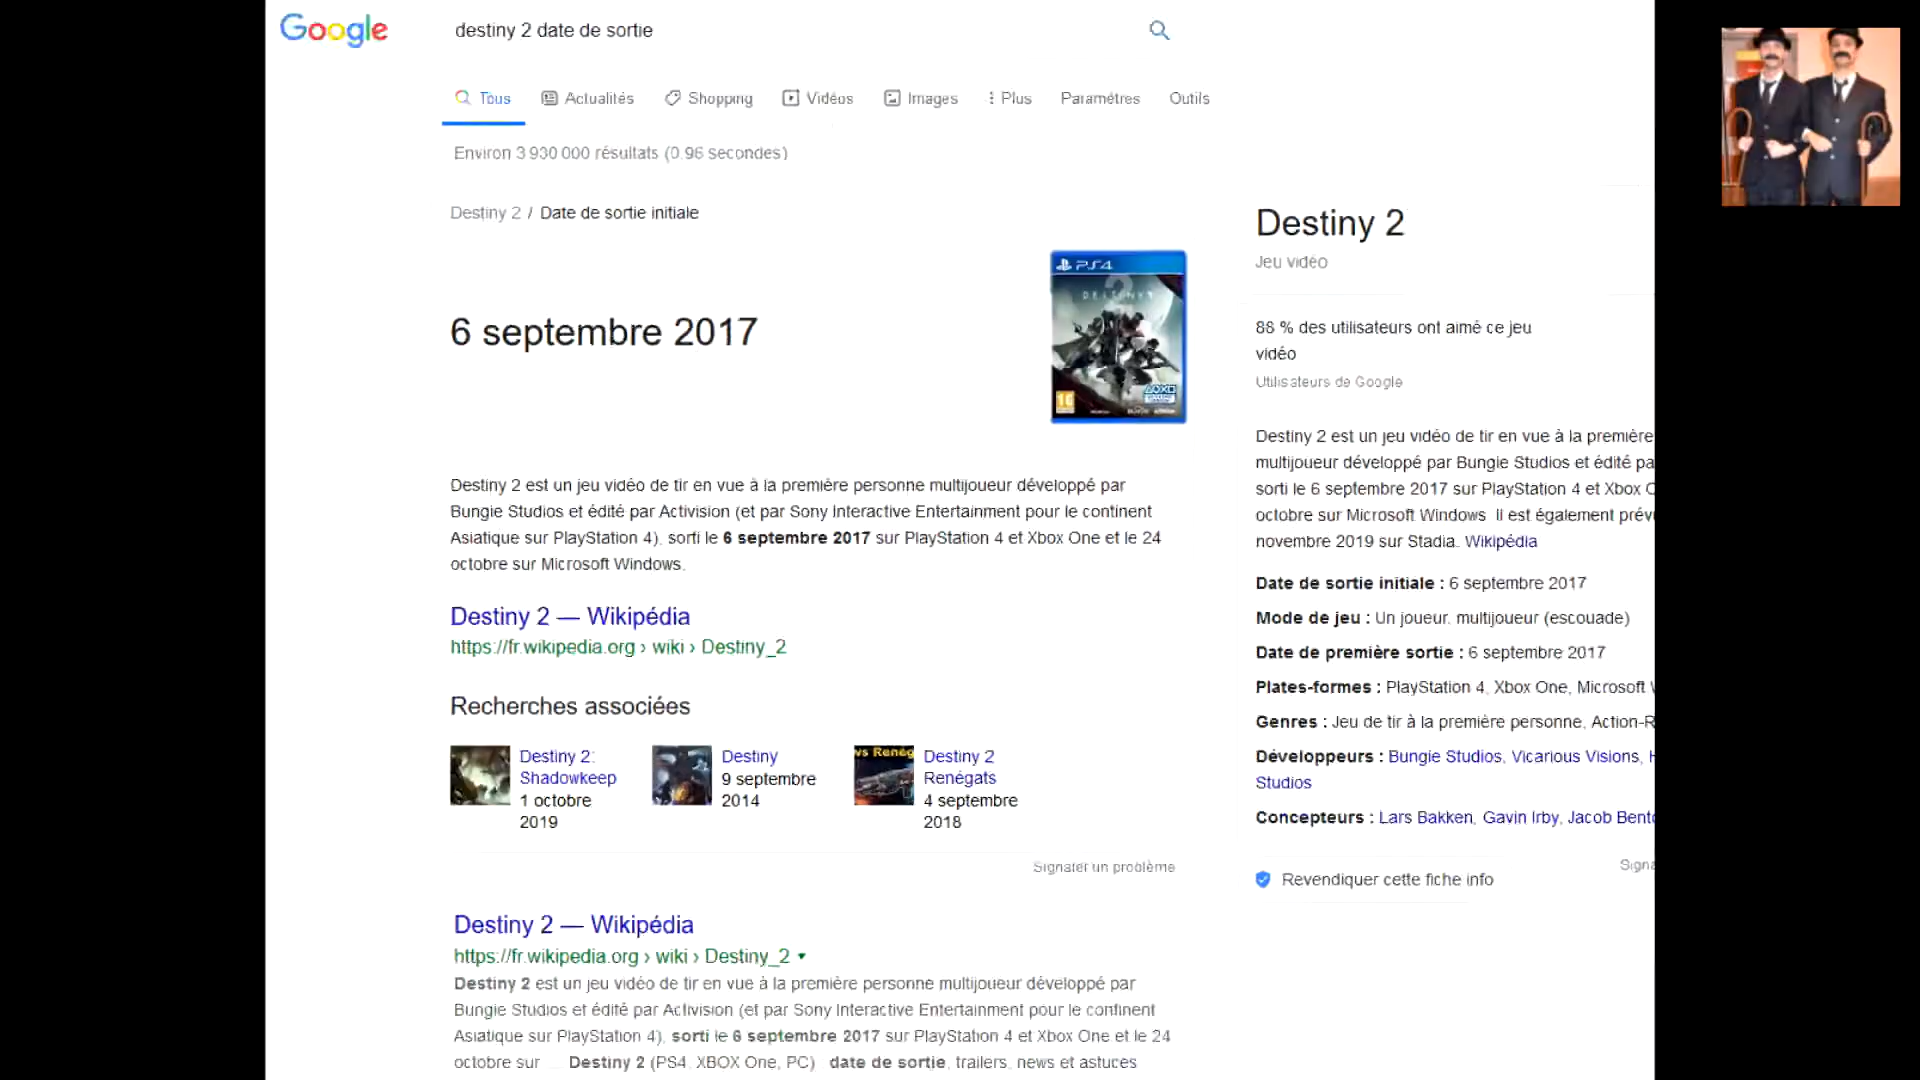 Google
destiny 2 date de sortie
Tous Actualités Shopping Vidéos Images Plus Paramètres Outils
Environ 3 930 000 résultats (0.96 secondes)
Destiny 2 / Date de sortie initiale
6 septembre 2017
PS4
DESTINY 2
16
Destiny 2 est un jeu vidéo de tir en vue à la première personne multijoueur développé par
Bungie Studios et édité par Activision (et par Sony Interactive Entertainment pour le continent
Asiatique sur PlayStation 4), sorti le 6 septembre 2017 sur PlayStation 4 et Xbox One et le 24
octobre sur Microsoft Windows.
Destiny 2 — Wikipédia
https://fr.wikipedia.org › wiki › Destiny_2
Recherches associées
Destiny 2:
Shadowkeep
1 octobre
2019
Destiny
9 septembre
2014
vs Renég
Destiny 2
Renégats
4 septembre
2018
Signaler un problème
Destiny 2 — Wikipédia
https://fr.wikipedia.org › wiki › Destiny_2
Destiny 2 est un jeu vidéo de tir en vue à la première personne multijoueur développé par
Bungie Studios et édité par Activision (et par Sony Interactive Entertainment pour le continent
Asiatique sur PlayStation 4), sorti le 6 septembre 2017 sur PlayStation 4 et Xbox One et le 24
octobre sur ... Destiny 2 (PS4, XBOX One, PC) date de sortie, trailers, news et astuces
Destiny 2
Jeu vidéo
88 % des utilisateurs ont aimé ce jeu
vidéo
Utilisateurs de Google
Destiny 2 est un jeu vidéo de tir en vue à la première
multijoueur développé par Bungie Studios et édité pa
sorti le 6 septembre 2017 sur PlayStation 4 et Xbox O
octobre sur Microsoft Windows. Il est également prév
novembre 2019 sur Stadia. Wikipédia
Date de sortie initiale : 6 septembre 2017
Mode de jeu : Un joueur, multijoueur (escouade)
Date de première sortie : 6 septembre 2017
Plates-formes : PlayStation 4, Xbox One, Microsoft W
Genres : Jeu de tir à la première personne, Action-R
Développeurs : Bungie Studios, Vicarious Visions, H
Studios
Concepteurs : Lars Bakken, Gavin Irby, Jacob Bento
Signa
Revendiquer cette fiche info